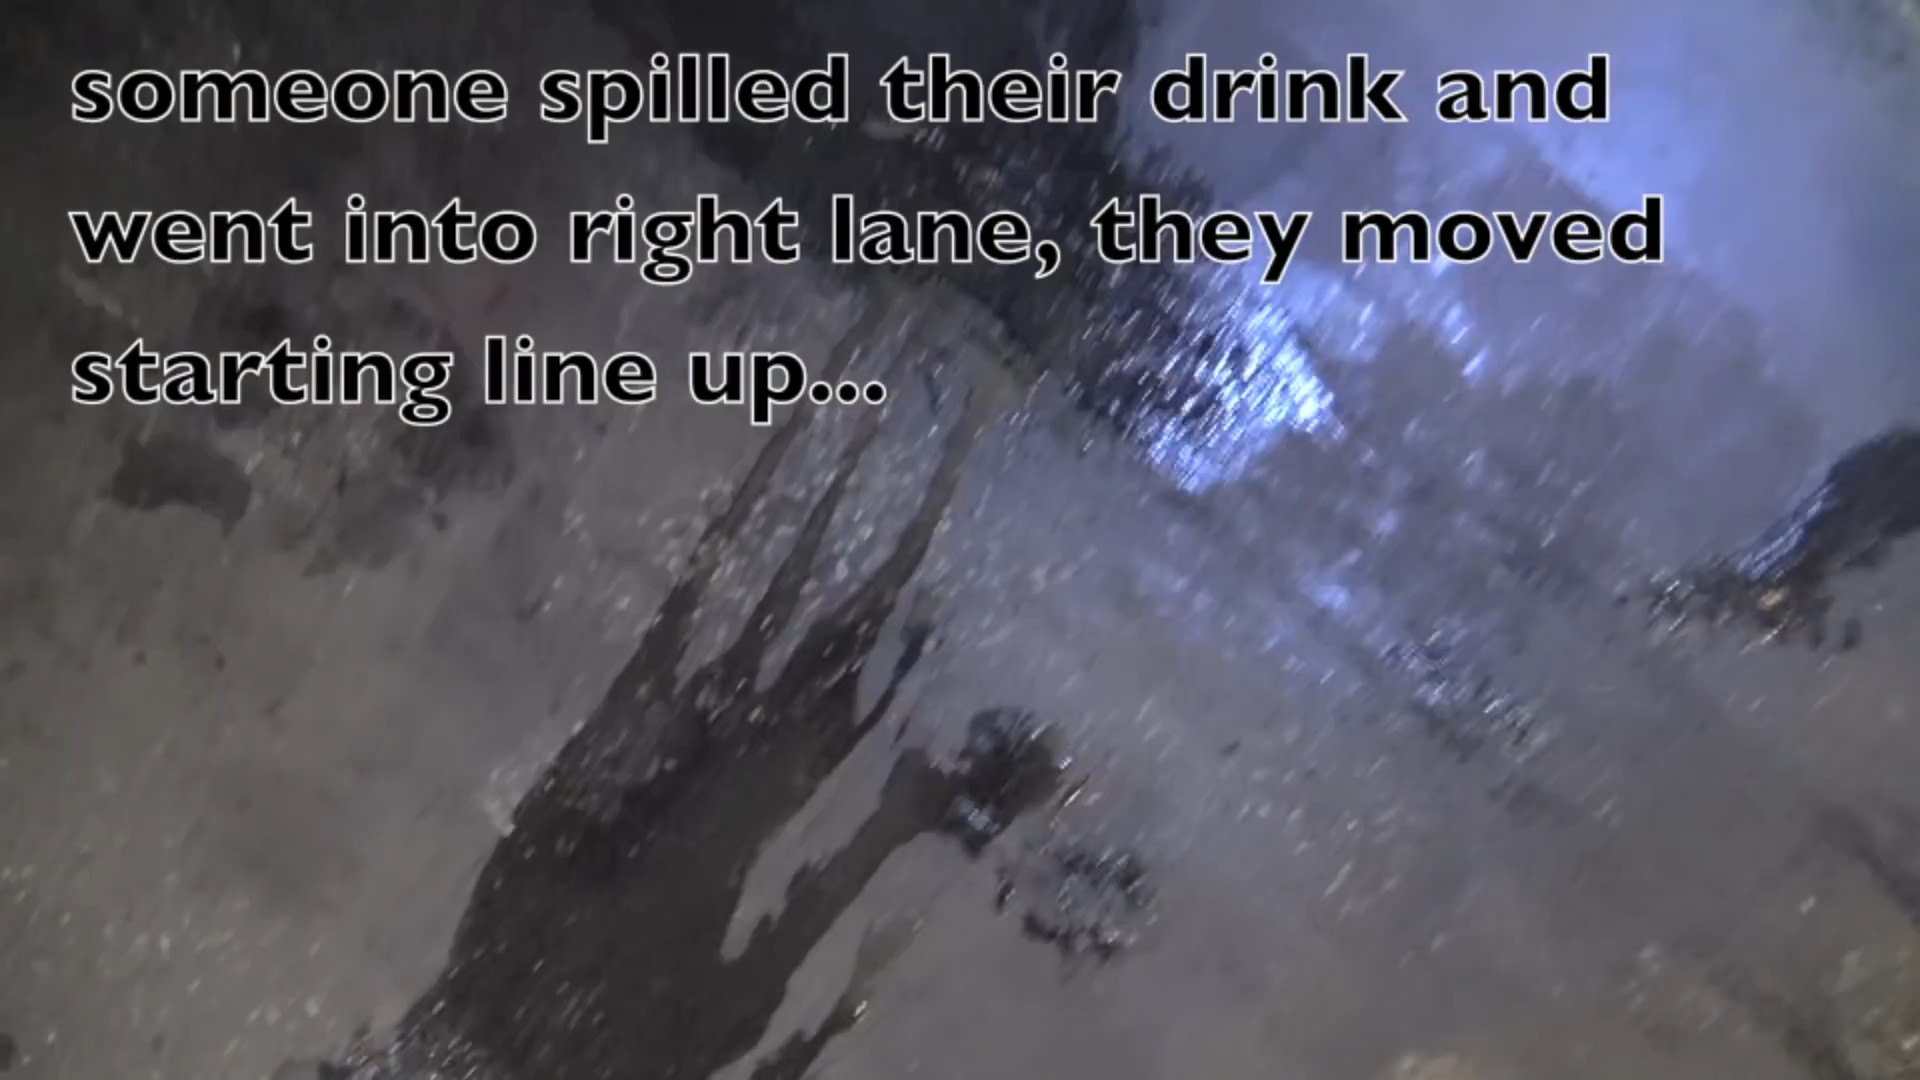 someone spilled their drink and
went into right lane, they moved
starting line up...